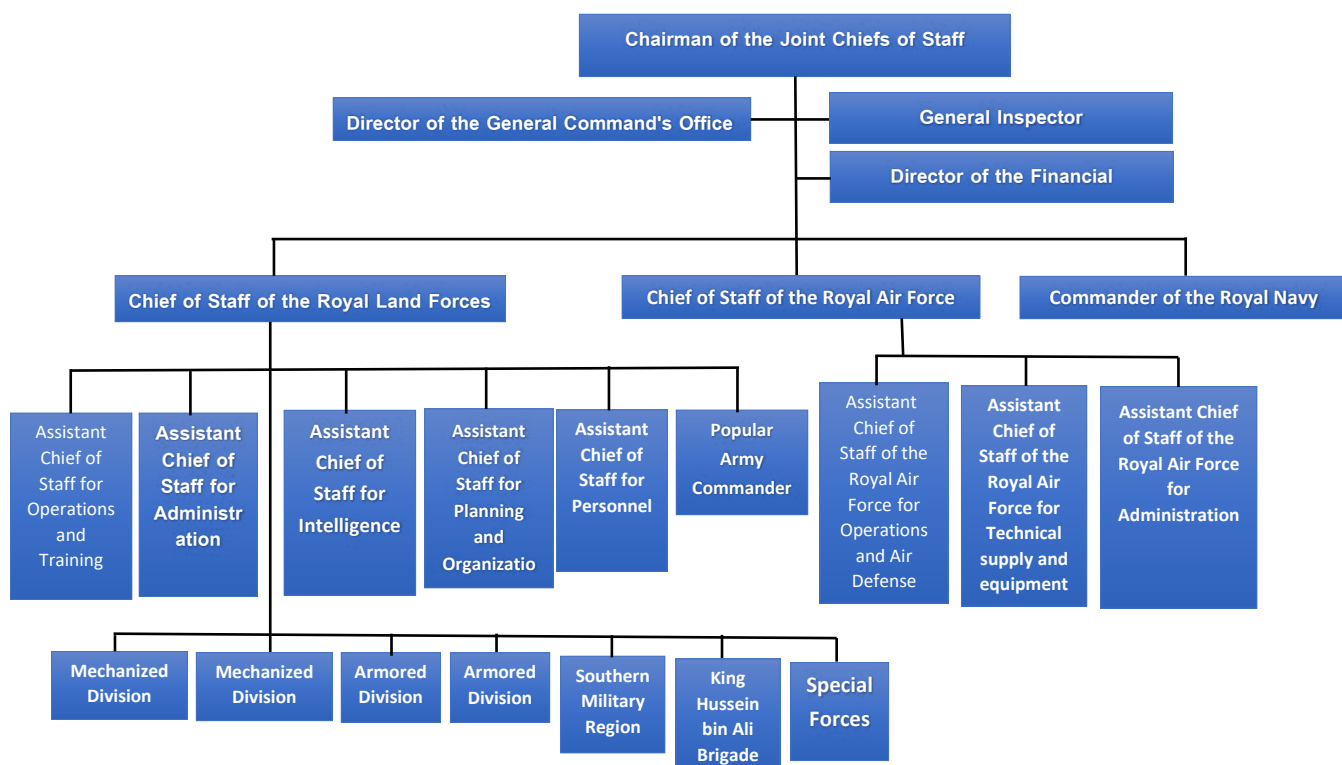 Chairman of the Joint Chiefs of Staff
Director of the General Command's Office
General Inspector
Director of the Financial
Chief of Staff of the Royal Land Forces
Chief of Staff of the Royal Air Force
Commander of the Royal Navy
Assistant
Chief of
Staff for
Operations
and
Training
Assistant
Chief of
Staff for
Administr
ation
Assistant
Chief of
Staff for
Intelligence
Assistant
Chief of
Staff for
Planning
and
Organizatio
Assistant
Chief of
Staff for
Personnel
Popular
Army
Commander
Assistant
Chief of
Staff of the
Royal Air
Force for
Operations
and Air
Defense
Assistant
Chief of
Staff of the
Royal Air
Force for
Technical
supply and
equipment
Assistant Chief
of Staff of the
Royal Air Force
for
Administration
Mechanized
Division
Mechanized
Division
Armored
Division
Armored
Division
Southern
Military
Region
King
Hussein
bin Ali
Brigade
Special
Forces